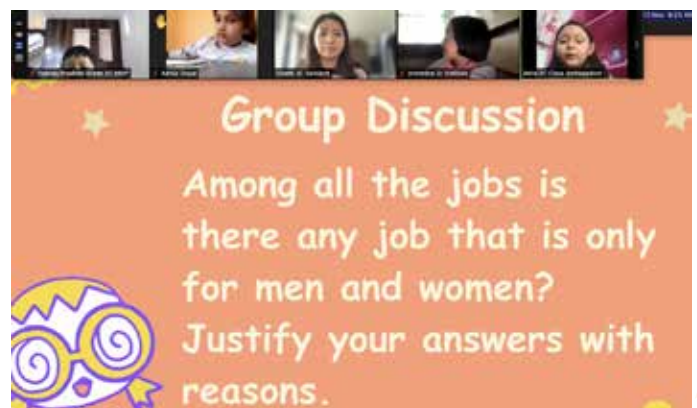 Group Discussion
Among all the jobs is
there any job that is only
for men and women?
Justify your answers with
reasons.